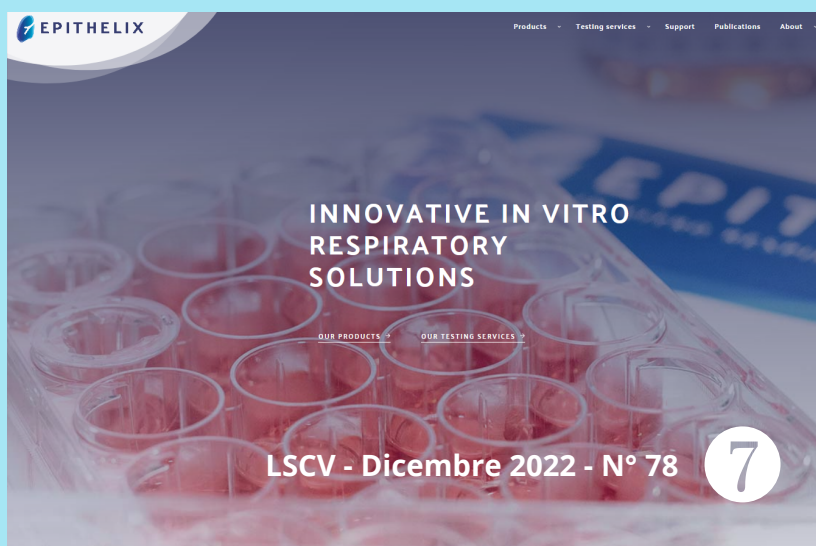 EPITHELIX
Products
Testing services
Support
Publications
About
EPIT
INNOVATIVE IN VITRO
RESPIRATORY
SOLUTIONS
OUR PRODUCTS
OUR TESTING SERVICES
LSCV - Dicembre 2022 - N° 78
7